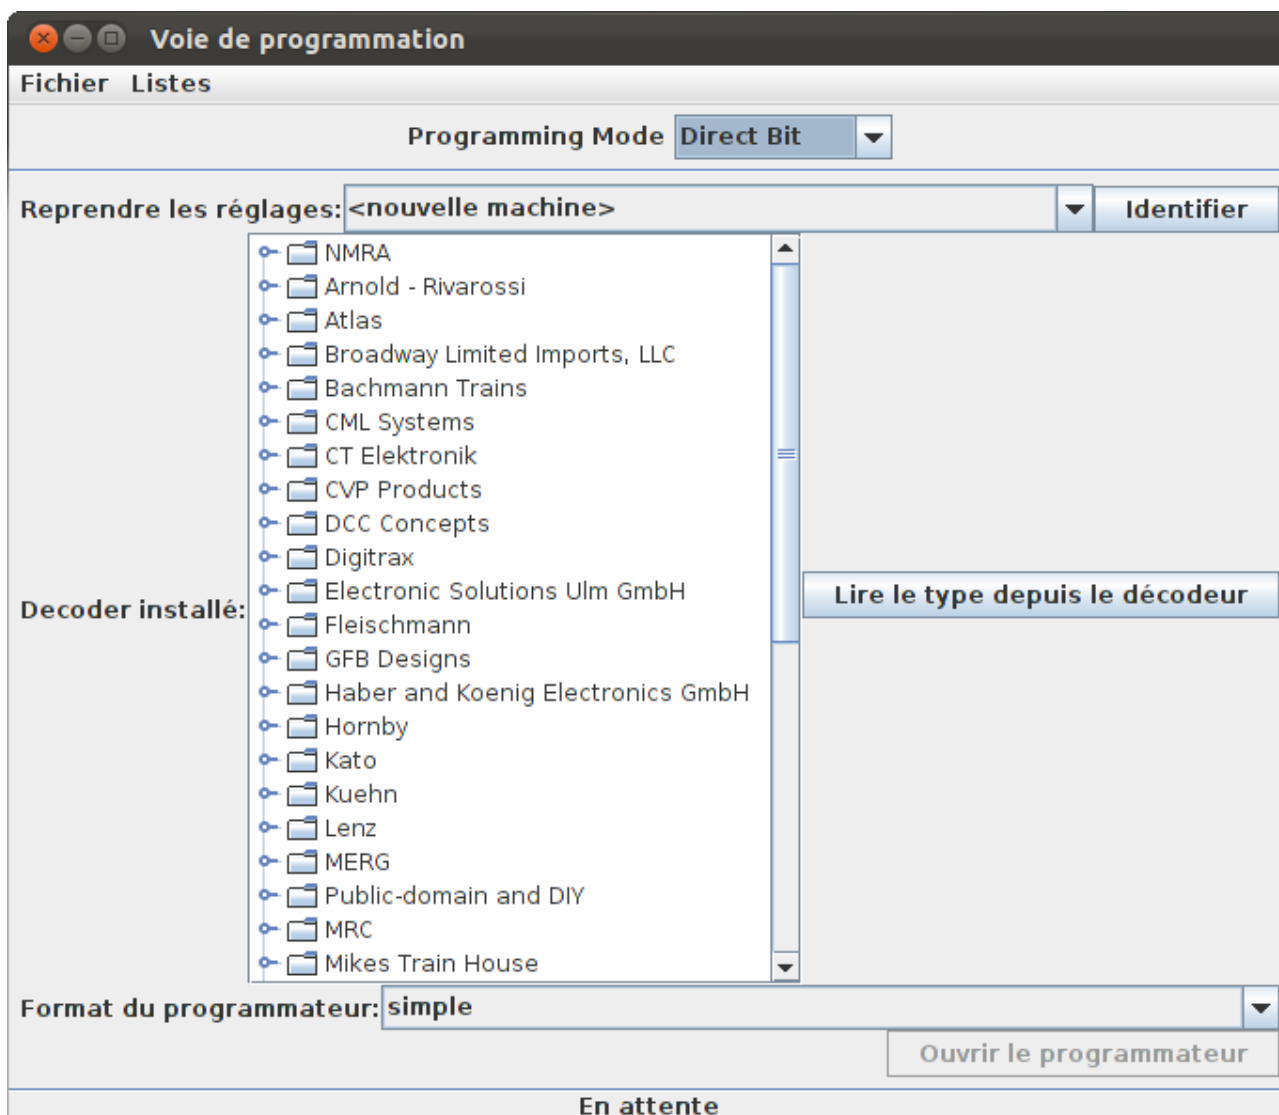 Voie de programmation
Fichier Listes
Programming Mode Direct Bit
Reprendre les réglages: <nouvelle machine> Identifier
NMRA
Arnold - Rivarossi
Atlas
Broadway Limited Imports, LLC
Bachmann Trains
CML Systems
CT Elektronik
CVP Products
DCC Concepts
Digitrax
Electronic Solutions Ulm GmbH
Decoder installé: Lire le type depuis le décodeur
Fleischmann
GFB Designs
Haber and Koenig Electronics GmbH
Hornby
Kato
Kuehn
Lenz
MERG
Public-domain and DIY
MRC
Mikes Train House
Format du programmateur: simple
Ouvrir le programmateur
En attente